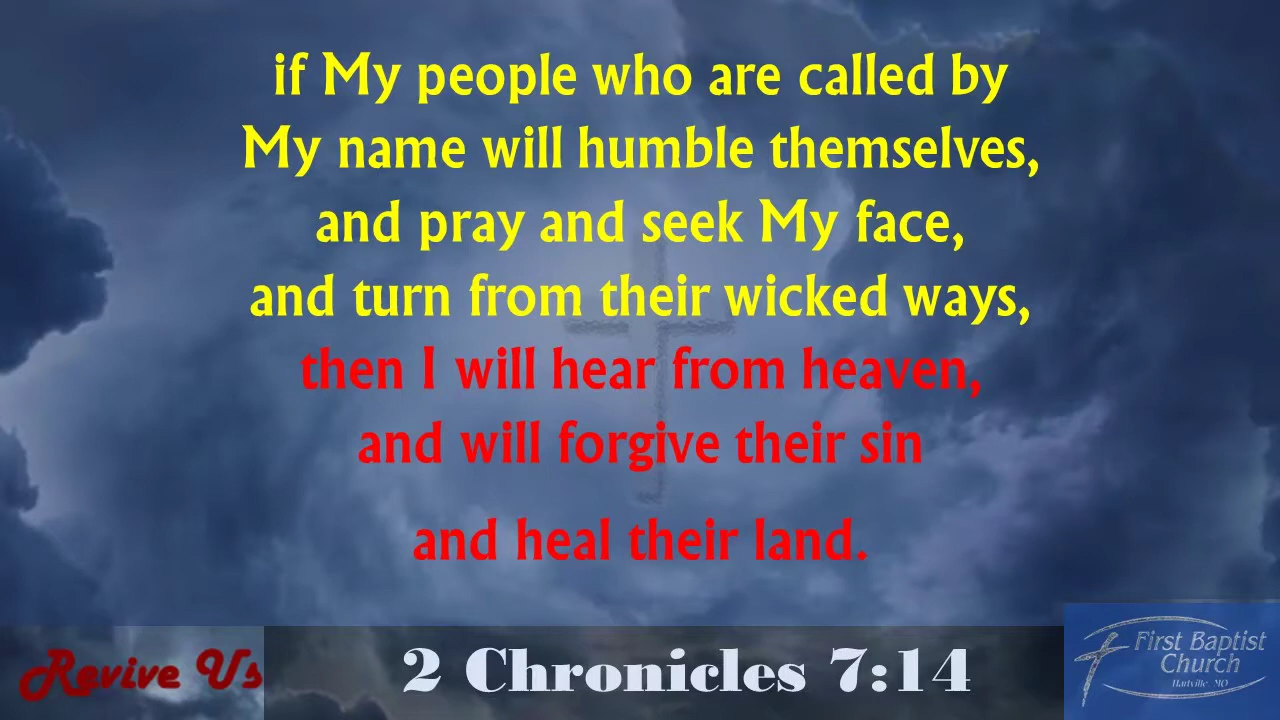 if My people who are called by
My name will humble themselves,
and pray and seek My face,
and turn from their wicked ways,
then I will hear from heaven,
and will forgive their sin
and heal their land.
Revive Us
2 Chronicles 7:14
First Baptist
Church
Hartville, MO